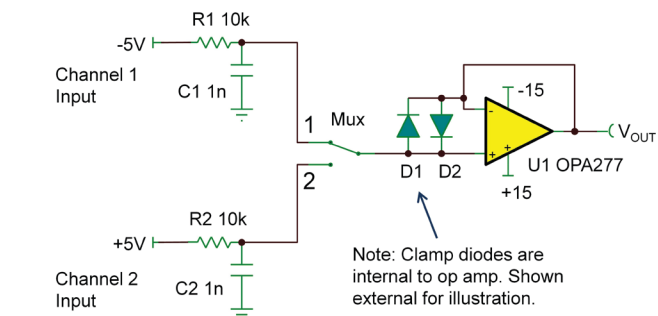 R1 10k
-5V
Channel 1
Input
C1 1n
1
Mux
2
-15
-
+
+
VOUT
U1 OPA277
+15
D1
D2
R2 10k
+5V
Channel 2
Input
C2 1n
Note: Clamp diodes are
internal to op amp. Shown
external for illustration.